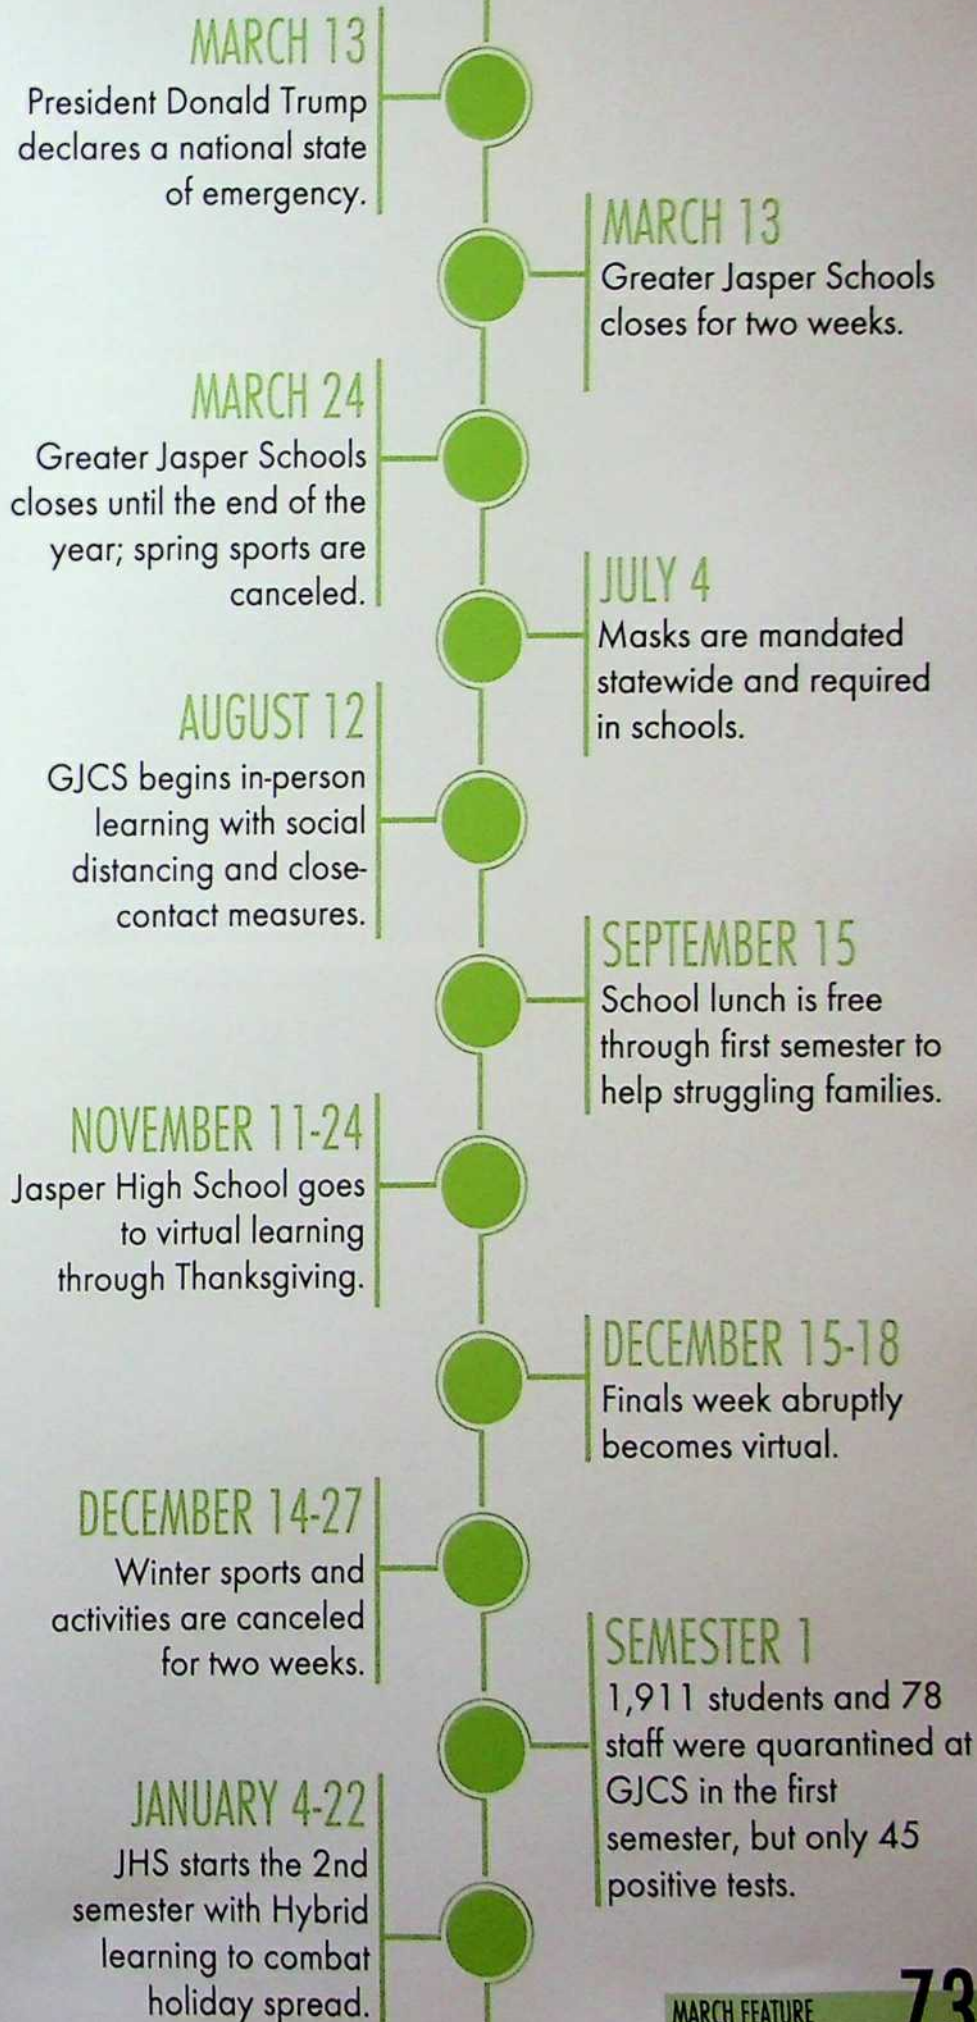 MARCH 13
President Donald Trump
declares a national state
of emergency.
MARCH 13
Greater Jasper Schools
closes for two weeks.
MARCH 24
Greater Jasper Schools
closes until the end of the
year; spring sports are
canceled.
JULY 4
Masks are mandated
statewide and required
in schools.
AUGUST 12
GJCS begins in-person
learning with social
distancing and close-
contact measures.
SEPTEMBER 15
School lunch is free
through first semester to
help struggling families.
NOVEMBER 11-24
Jasper High School goes
to virtual learning
through Thanksgiving.
DECEMBER 15-18
Finals week abruptly
becomes virtual.
DECEMBER 14-27
Winter sports and
activities are canceled
for two weeks.
SEMESTER 1
1,911 students and 78
staff were quarantined at
GJCS in the first
semester, but only 45
positive tests.
JANUARY 4-22
JHS starts the 2nd
semester with Hybrid
learning to combat
holiday spread.
MARCH FEATURE 73